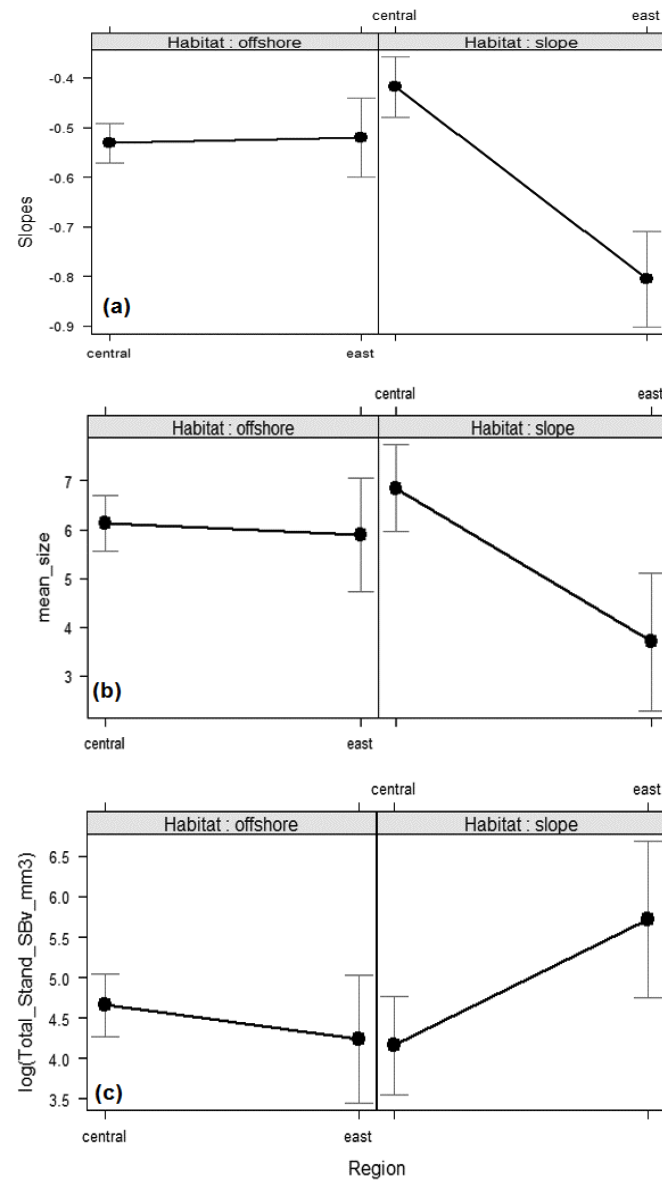 central east
Habitat : offshore Habitat : slope
-0.4
-0.5
-0.6
-0.7
-0.8
-0.9
Slopes
(a)
central east
central east
Habitat : offshore Habitat : slope
7
6
5
4
3
mean_size
(b)
central east
central east
Habitat : offshore Habitat : slope
6.5
6.0
5.5
5.0
4.5
4.0
3.5
log(Total_Stand_SBv_mm3)
(c)
central east
Region